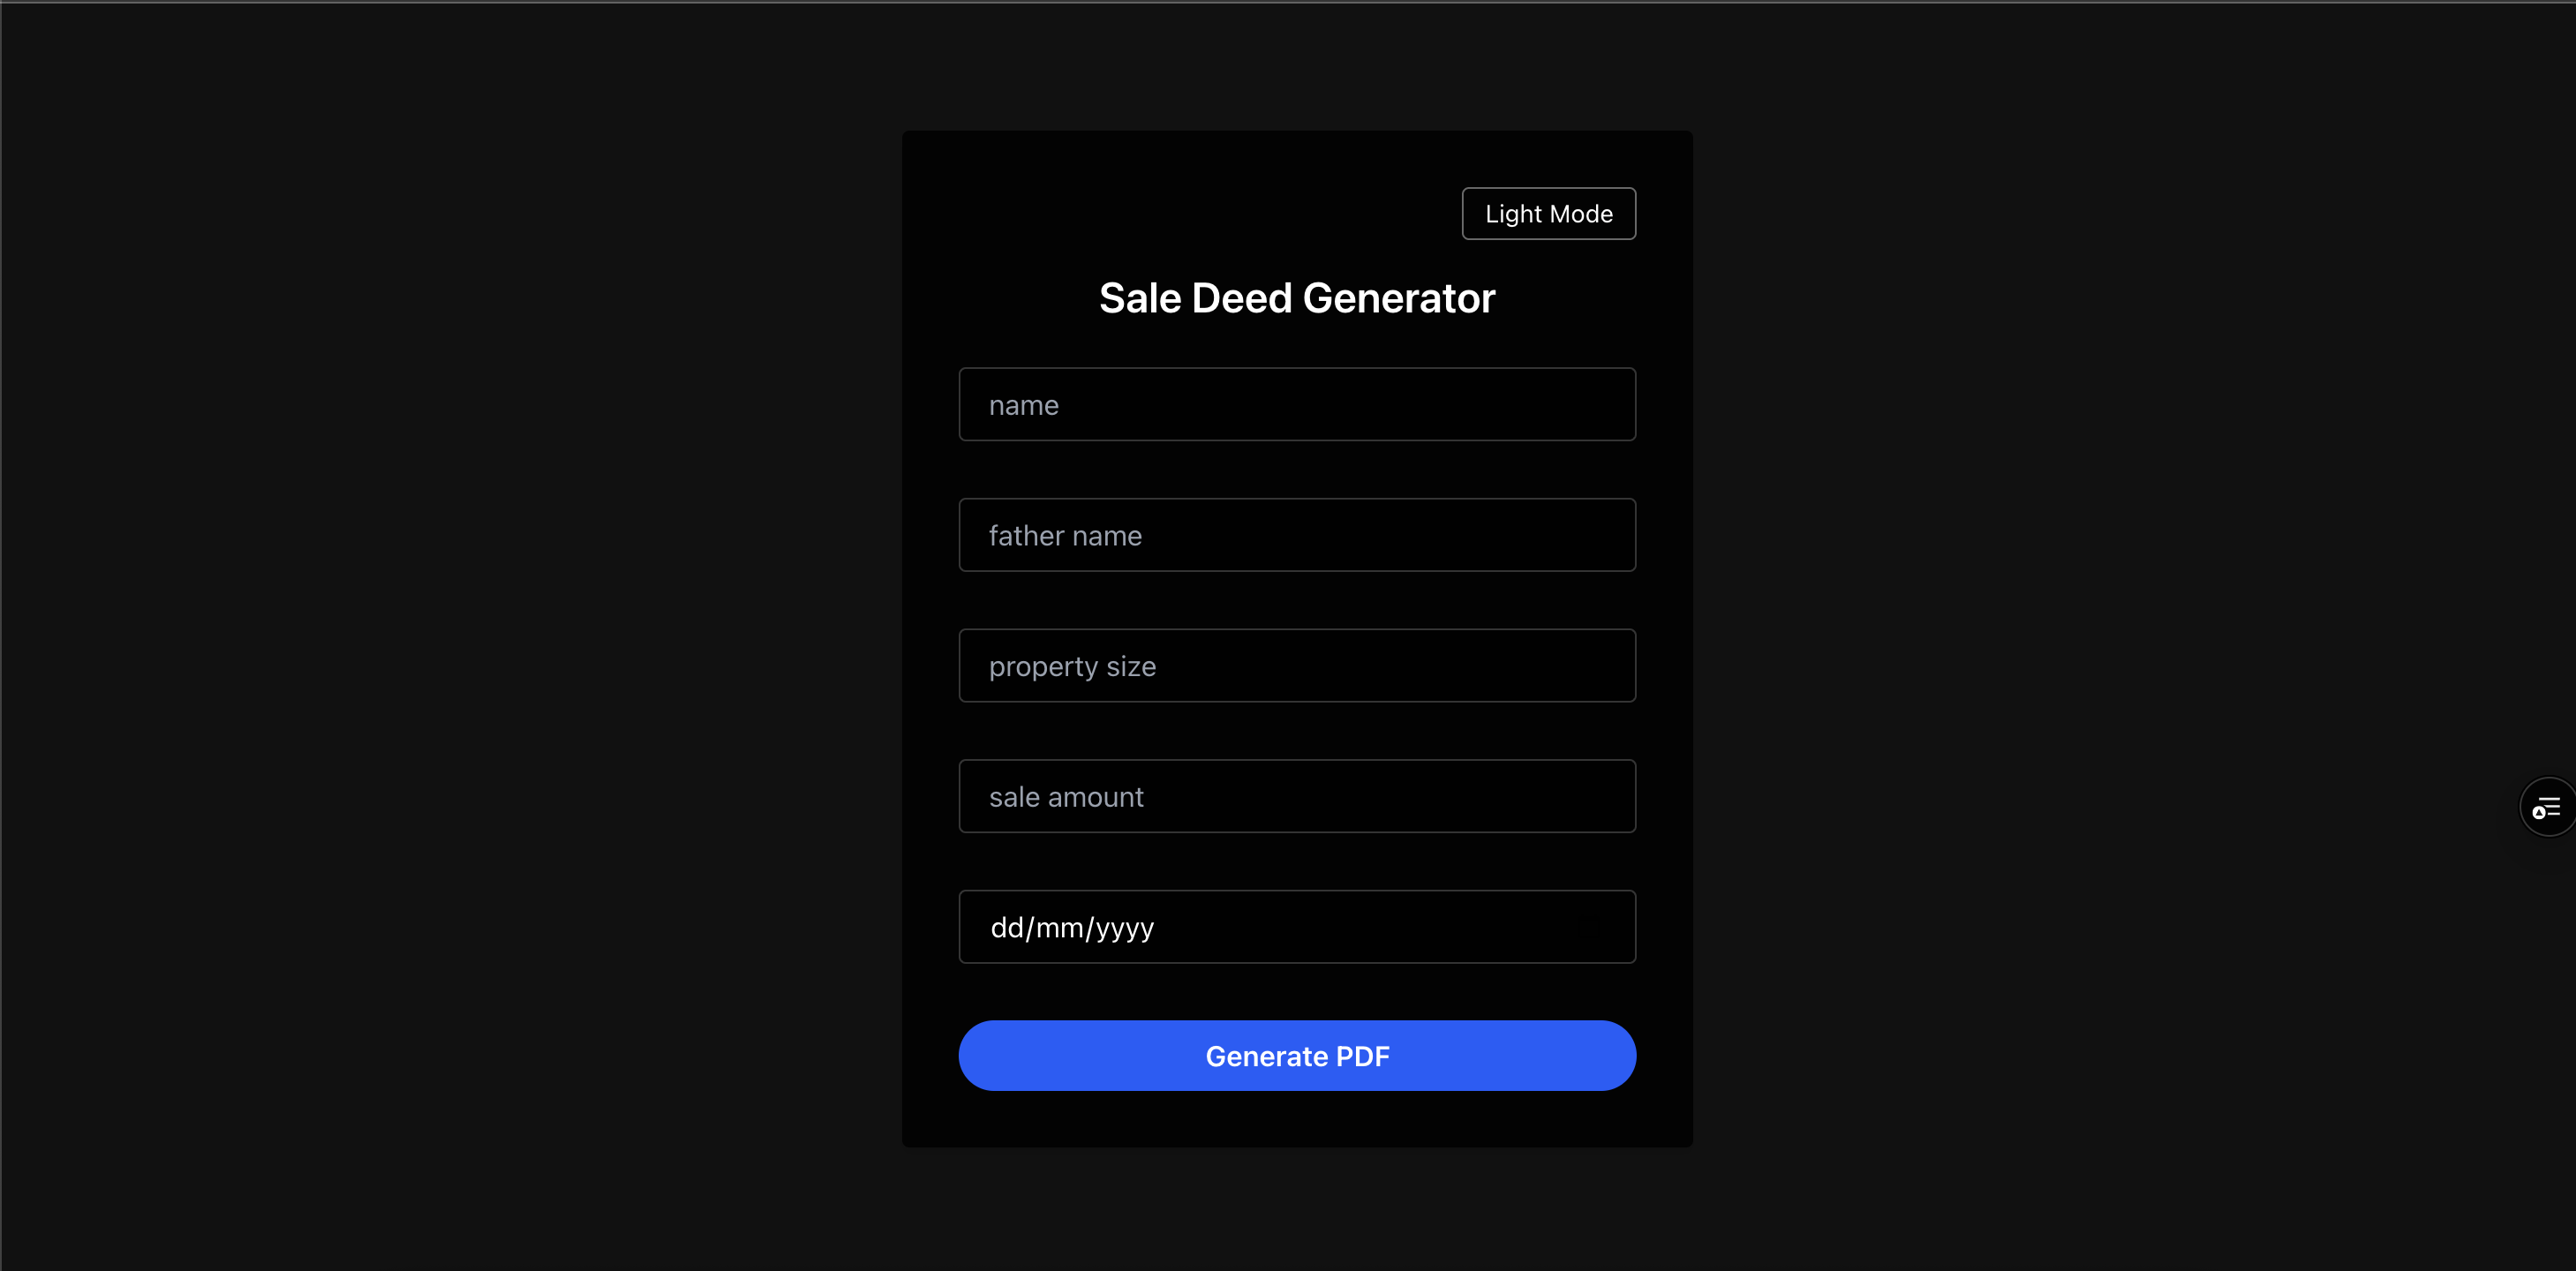 Light Mode
Sale Deed Generator
name
father name
property size
sale amount
dd/mm/yyyy
Generate PDF